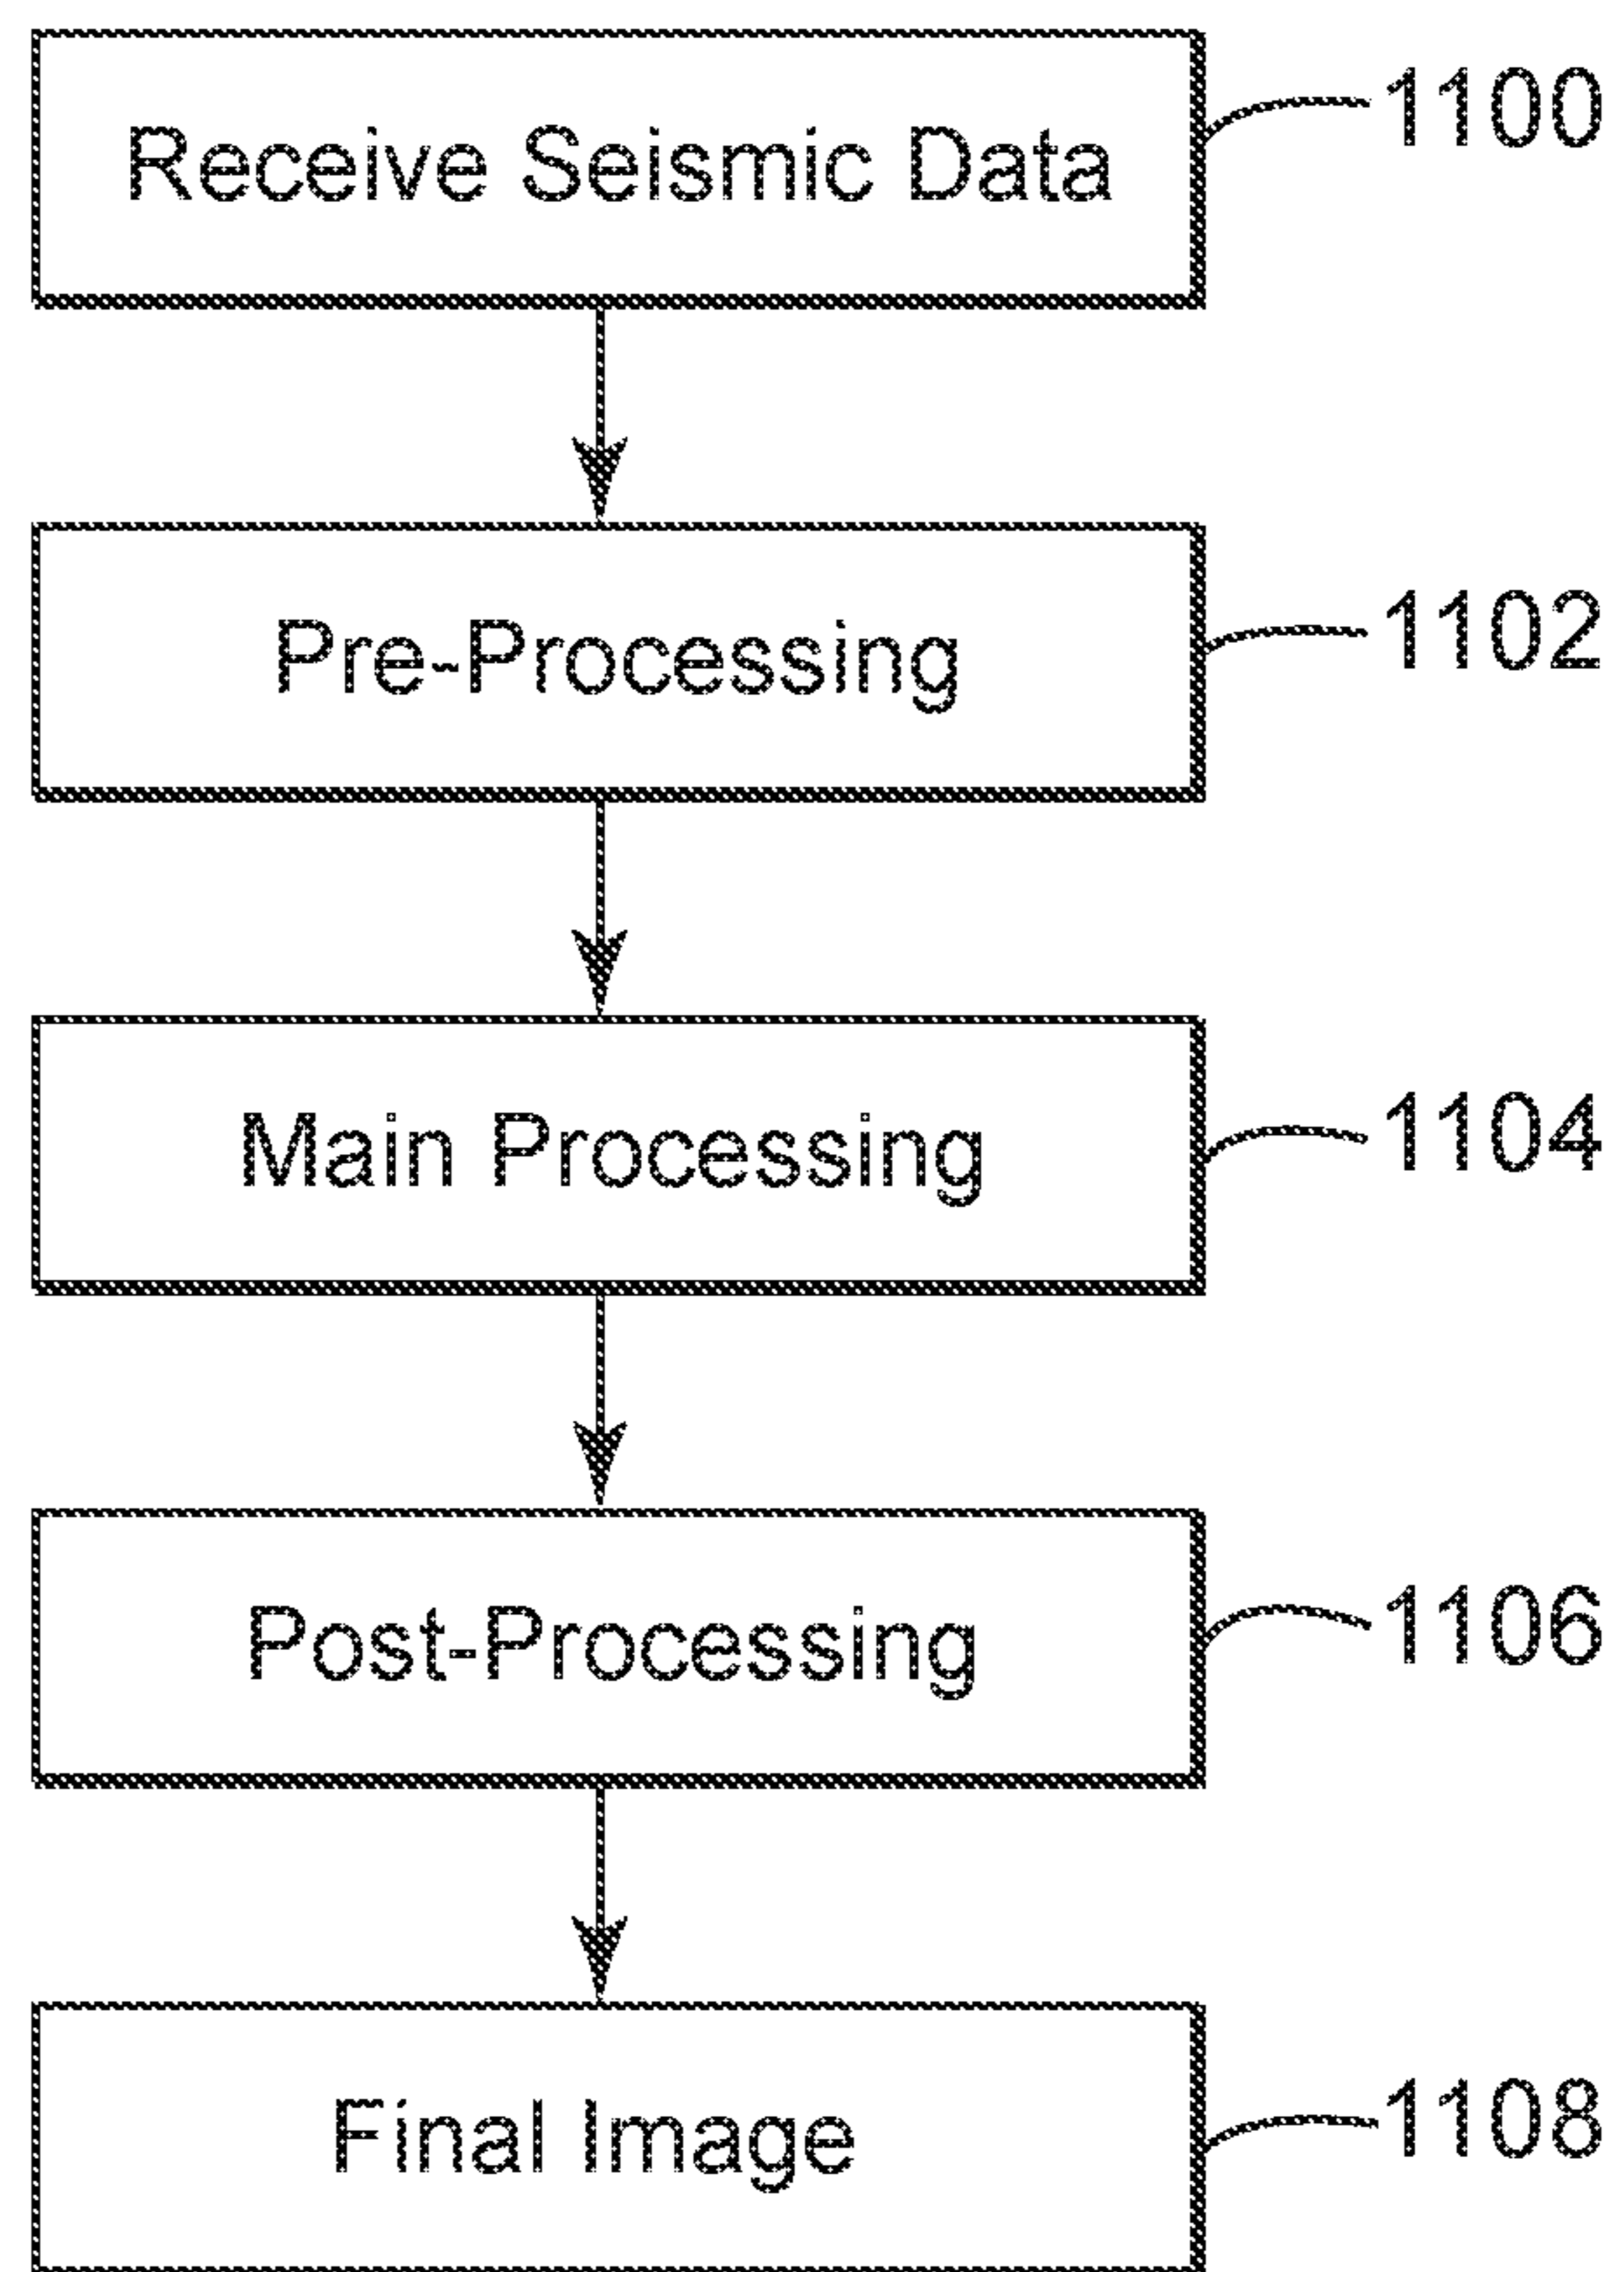 Receive Seismic Data
1100
Pre-Processing
1102
Main Processing
1104
Post-Processing
1106
Final Image
1108